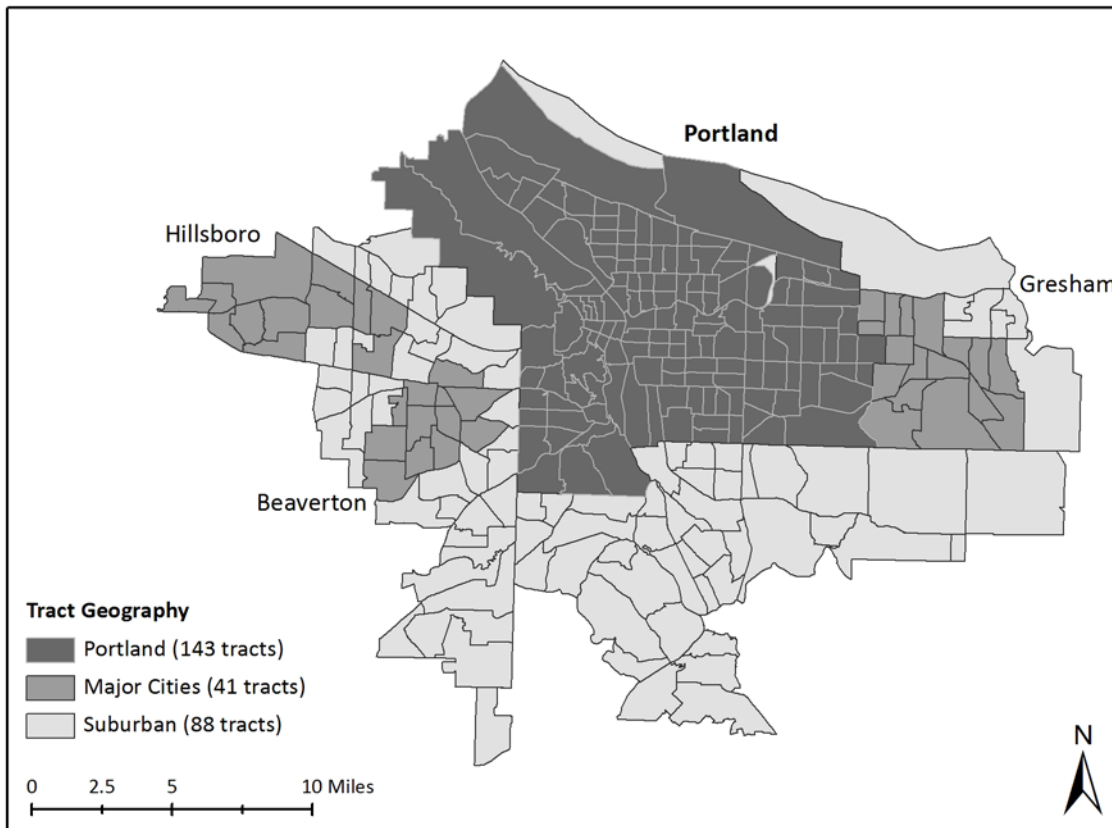 Portland
Hillsboro
Gresham
Beaverton
Tract Geography
Portland (143 tracts)
Major Cities (41 tracts)
Suburban (88 tracts)
0 2.5 5 10 Miles
N